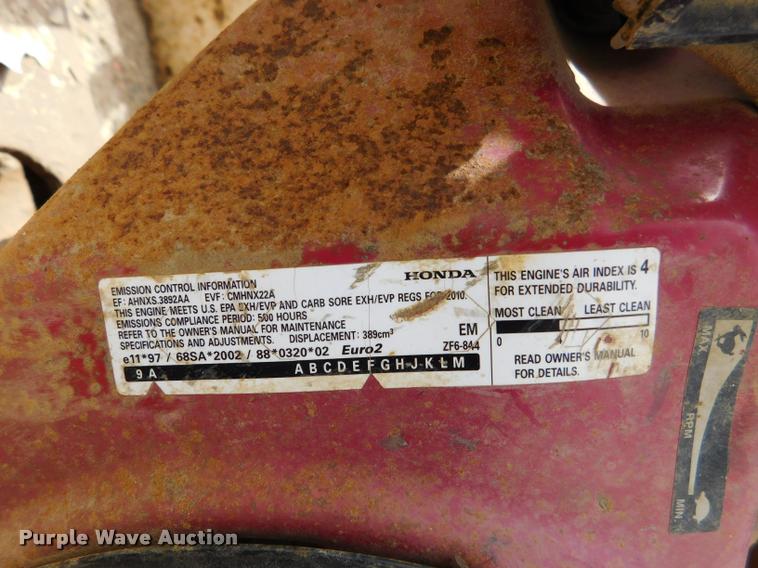 EMISSION CONTROL INFORMATION
HONDA
EF: AHNXS.3892AA EVF: CMHNX22A
THIS ENGINE MEETS U.S. EPA EXH/EVP AND CARB SORE EXH/EVP REGS FOR 2010.
EMISSIONS COMPLIANCE PERIOD: 500 HOURS
REFER TO THE OWNER'S MANUAL FOR MAINTENANCE
SPECIFICATIONS AND ADJUSTMENTS. DISPLACEMENT: 389cm³
EM
e11*97 / 68SA*2002 / 88*0320*02 Euro2
ZF6-844
9 A
A B C D E F G H J K L M
THIS ENGINE'S AIR INDEX IS 4
FOR EXTENDED DURABILITY.
MOST CLEAN LEAST CLEAN
0 10
READ OWNER'S MANUAL
FOR DETAILS.
MAX.
RPM
MIN.
Purple Wave Auction